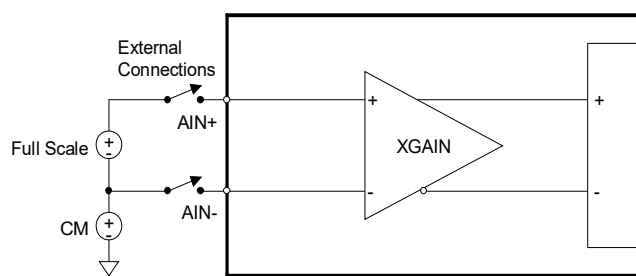 External
Connections
AIN+
+
+
+
-
Full Scale
XGAIN
AIN-
-
-
+
-
CM